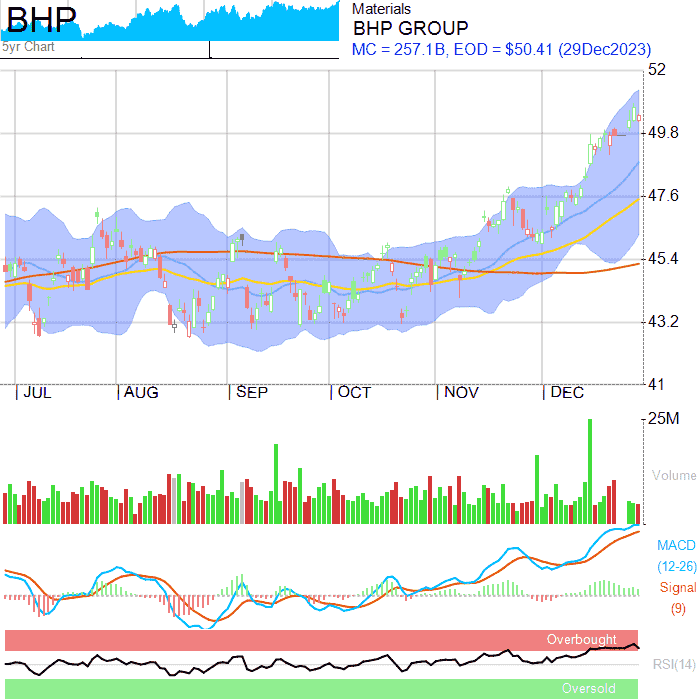 BHP
5yr Chart
Materials
BHP GROUP
MC = 257.1B, EOD = $50.41 (29Dec2023)
52
49.8
47.6
45.4
43.2
41
JUL AUG SEP OCT NOV DEC
25M
Volume
MACD
(12-26)
Signal
(9)
Overbought
RSI(14)
Oversold